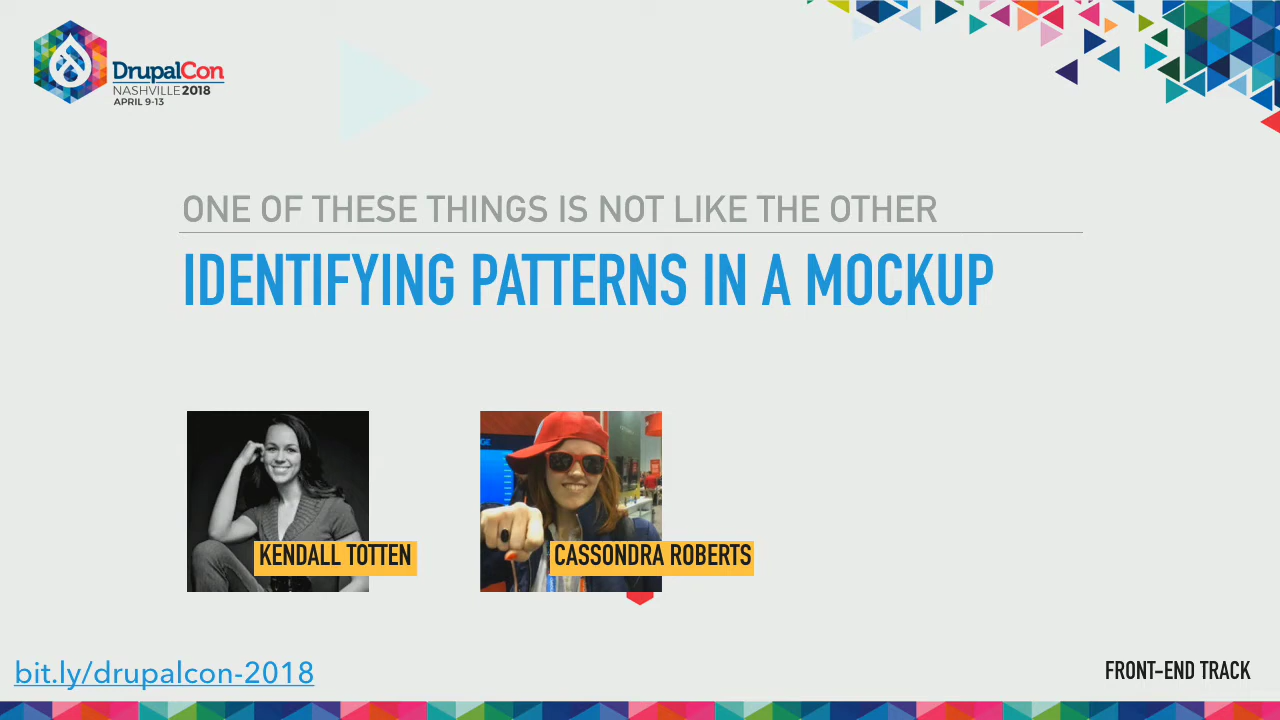 DrupalCon
NASHVILLE 2018
APRIL 9-13
ONE OF THESE THINGS IS NOT LIKE THE OTHER
IDENTIFYING PATTERNS IN A MOCKUP
GE
KENDALL TOTTEN
CASSONDRA ROBERTS
bit.ly/drupalcon-2018
FRONT-END TRACK